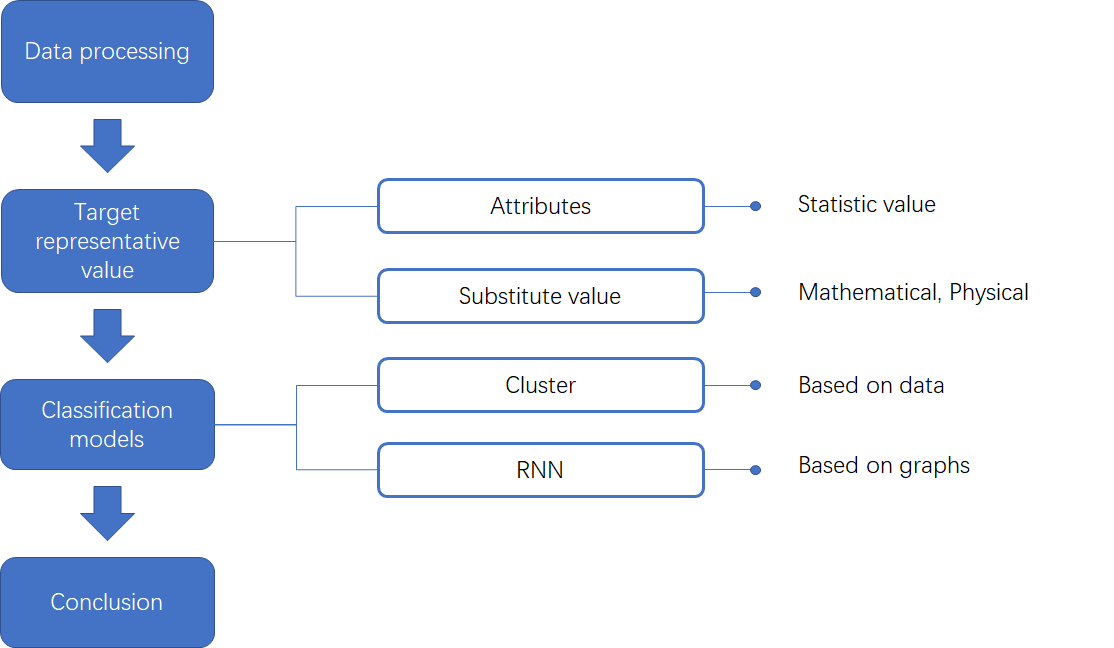 Data processing
Target
representative
value
Attributes
Statistic value
Substitute value
Mathematical, Physical
Classification
models
Cluster
Based on data
RNN
Based on graphs
Conclusion